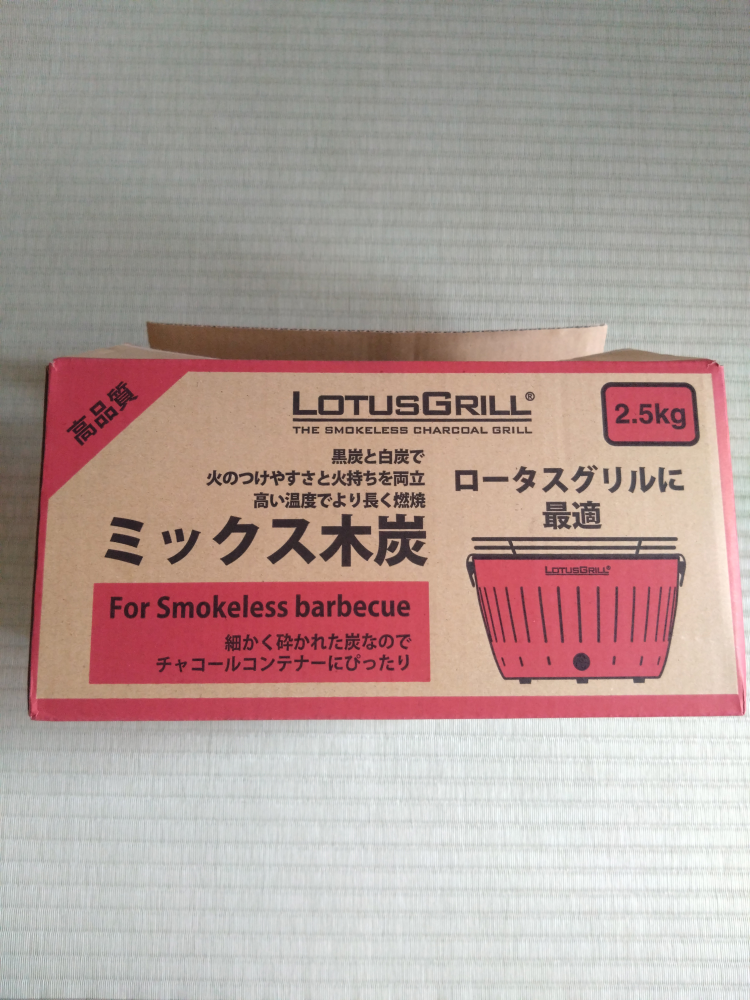 高品質
LOTUSGRILL®
THE SMOKELESS CHARCOAL GRILL
2.5kg
黒炭と白炭で
火のつけやすさと火持ちを両立
高い温度でより長く燃焼
ミックス木炭
For Smokeless barbecue
細かく砕かれた炭なので
チャコールコンテナーにぴったり
ロータスグリルに
最適
LOTUSGRILL®